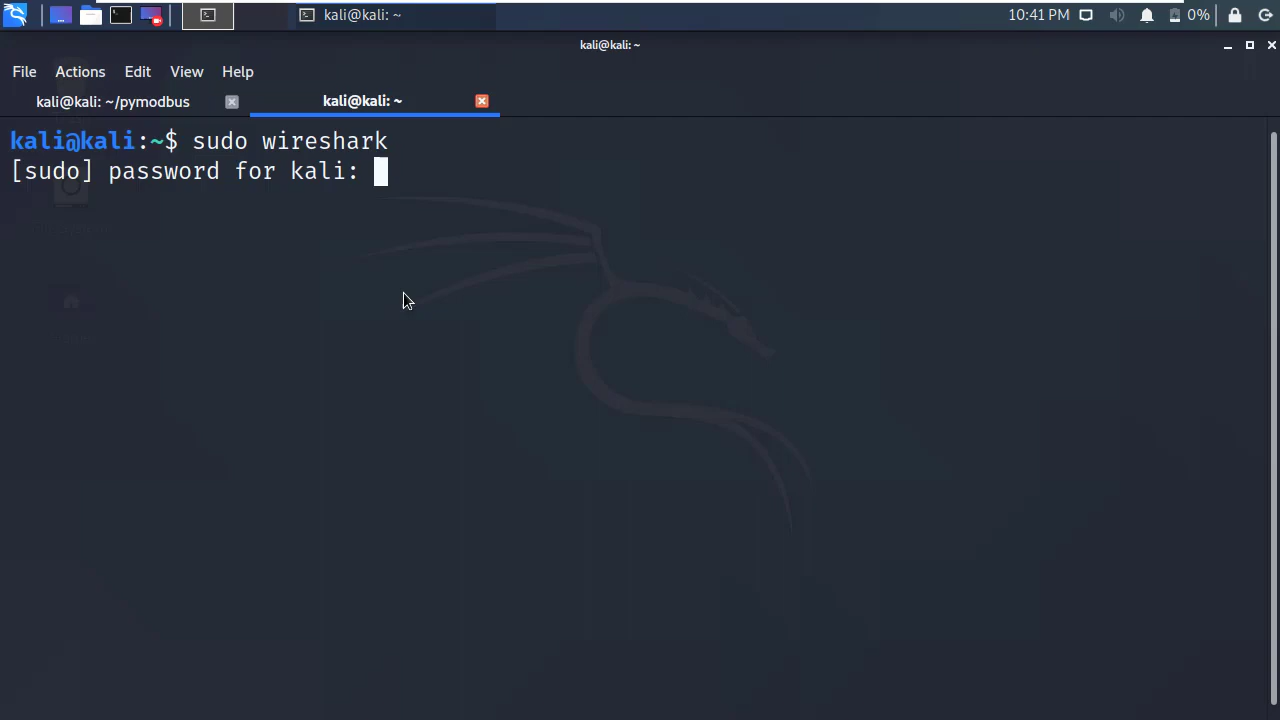 kali@kali: ~
10:41 PM
0%
kali@kali: ~
File Actions Edit View Help
kali@kali: ~/pymodbus
kali@kali: ~
kali@kali:~$ sudo wireshark
[sudo] password for kali: